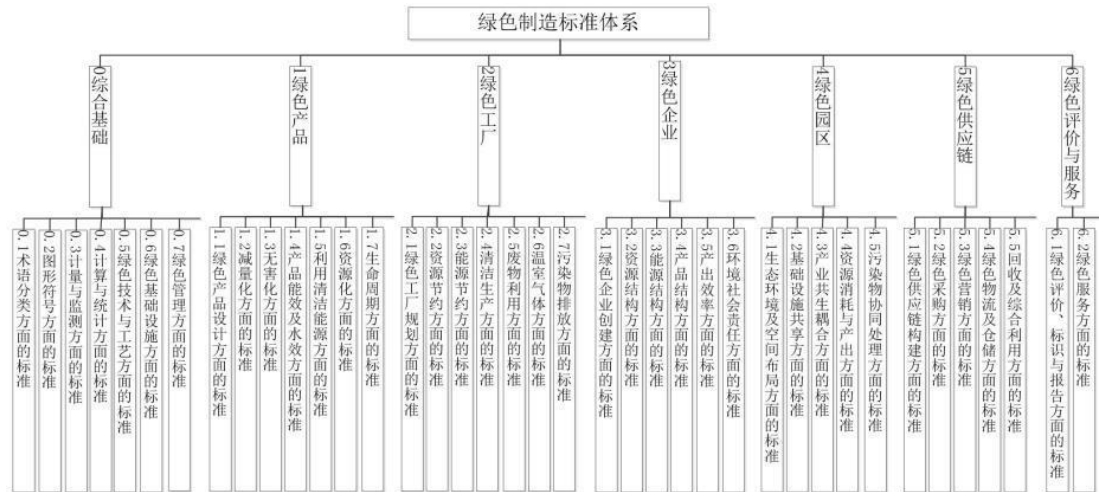 绿色制造标准体系
0综合基础
1绿色产品
2绿色工厂
3绿色企业
4绿色园区
5绿色供应链
6绿色评价与服务
0.1术语分类方面的标准
0.2图形符号方面的标准
0.3计量与监测方面的标准
0.4计算与统计方面的标准
0.5绿色技术与工艺方面的标准
0.6绿色基础设施方面的标准
0.7绿色管理方面的标准
1.1绿色产品设计方面的标准
1.2减量化方面的标准
1.3无害化方面的标准
1.4产品能效及水效方面的标准
1.5利用清洁能源方面的标准
1.6资源化方面的标准
1.7生命周期方面的标准
2.1绿色工厂规划方面的标准
2.2资源节约方面的标准
2.3能源节约方面的标准
2.4清洁生产方面的标准
2.5废物利用方面的标准
2.6温室气体方面的标准
2.7污染物排放方面的标准
3.1绿色企业创建方面的标准
3.2资源结构方面的标准
3.3能源结构方面的标准
3.4产品结构方面的标准
3.5产出效率方面的标准
3.6环境社会责任方面的标准
4.1生态环境及空间布局方面的标准
4.2基础设施共享方面的标准
4.3产业共生耦合方面的标准
4.4资源消耗与产出方面的标准
4.5污染物协同处理方面的标准
5.1绿色供应链构建方面的标准
5.2绿色采购方面的标准
5.3绿色营销方面的标准
5.4绿色物流及仓储方面的标准
5.5回收及综合利用方面的标准
6.1绿色评价、标识与报告方面的标准
6.2绿色服务方面的标准